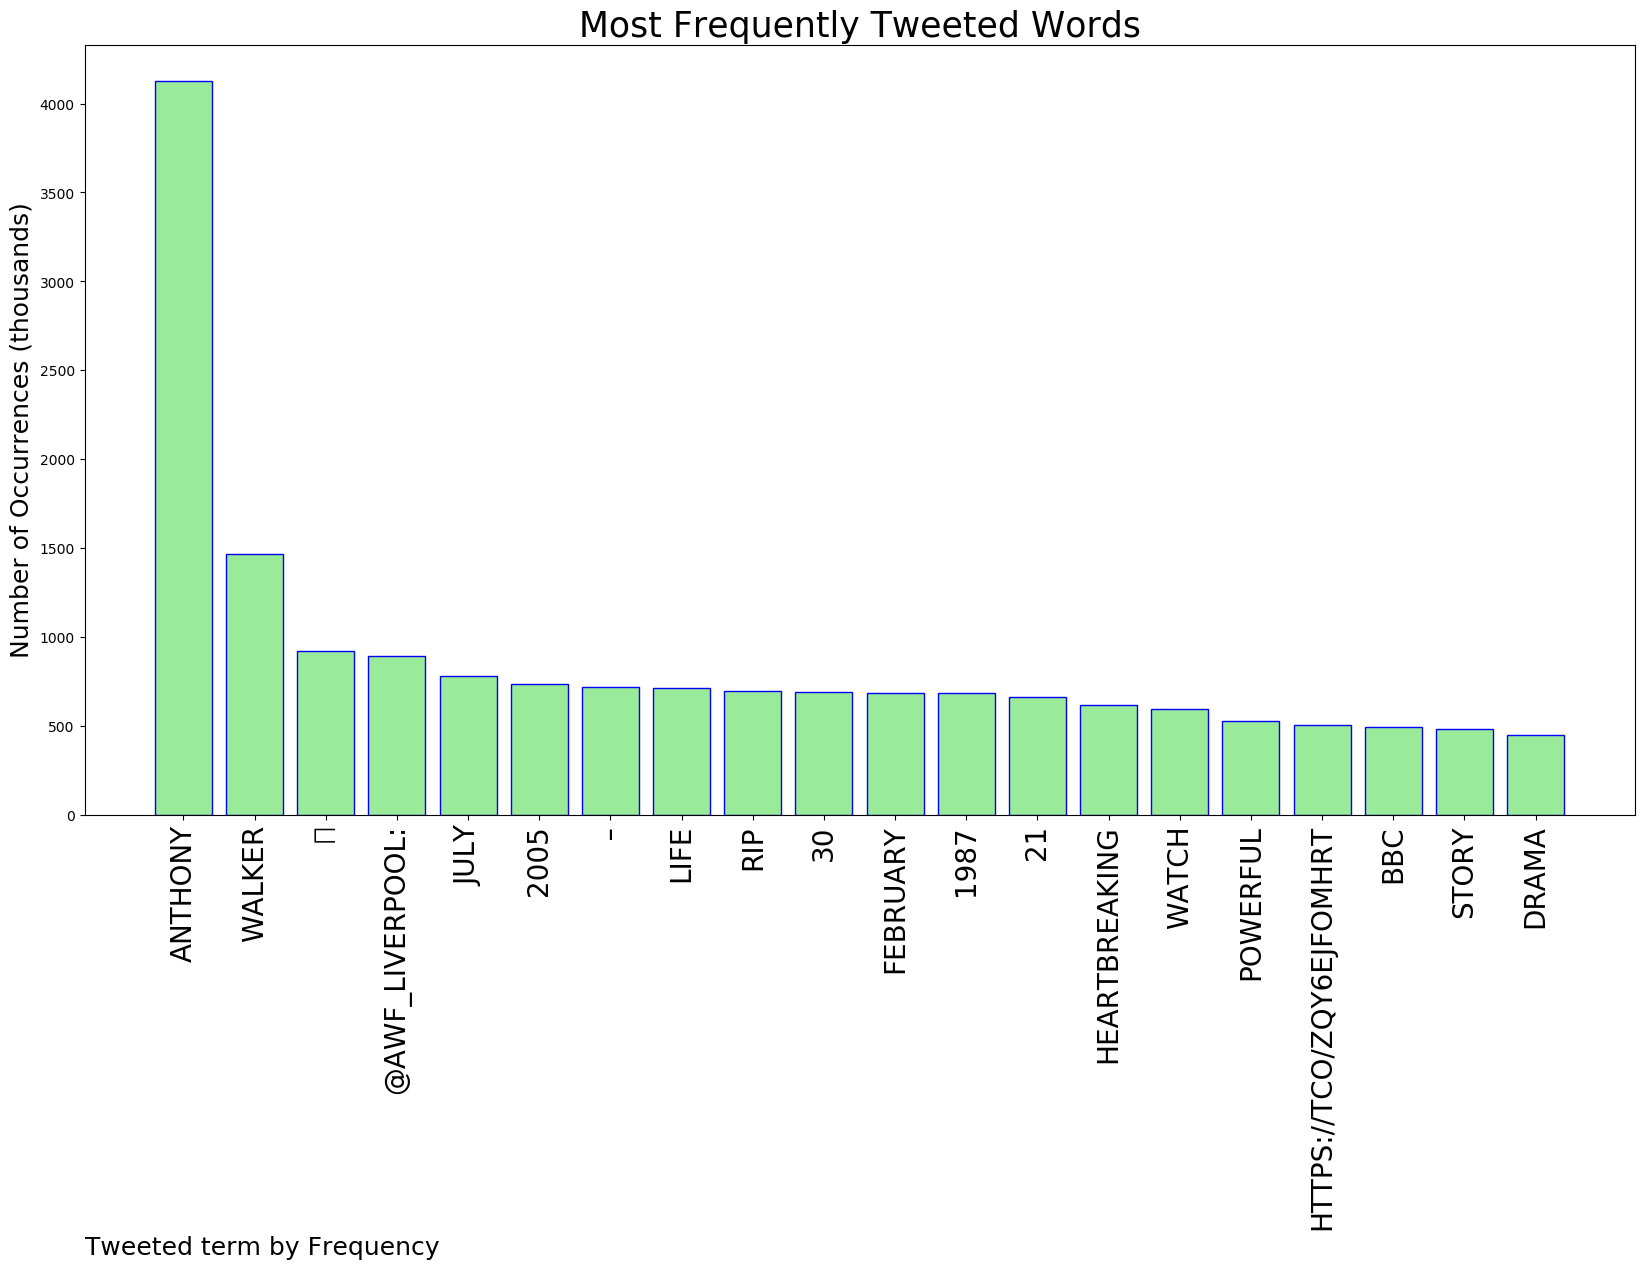 Most Frequently Tweeted Words
Number of Occurrences (thousands)
4000
3500
3000
2500
2000
1500
1000
500
0
ANTHONY
WALKER
@AWF_LIVERPOOL:
JULY
2005
–
LIFE
RIP
30
FEBRUARY
1987
21
HEARTBREAKING
WATCH
POWERFUL
HTTPS://TCO/ZQY6EJFOMHRT
BBC
STORY
DRAMA
Tweeted term by Frequency